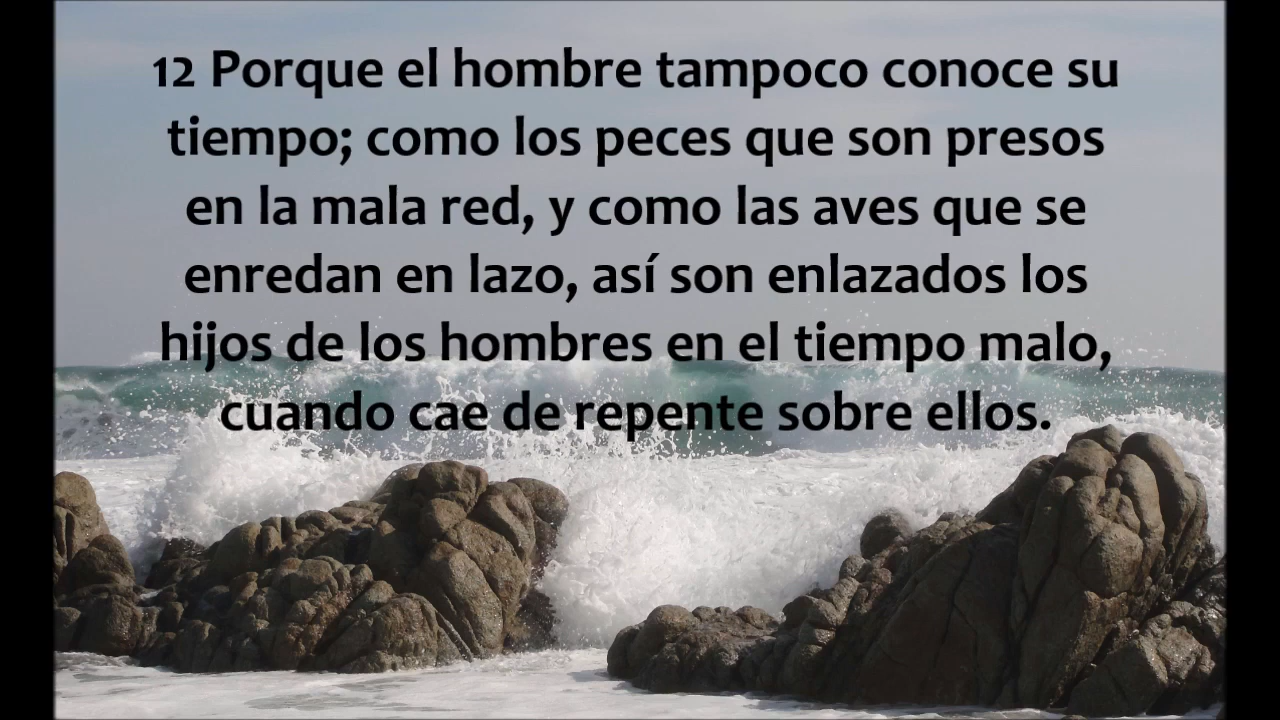 12 Porque el hombre tampoco conoce su
tiempo; como los peces que son presos
en la mala red, y como las aves que se
enredan en lazo, así son enlazados los
hijos de los hombres en el tiempo malo,
cuando cae de repente sobre ellos.